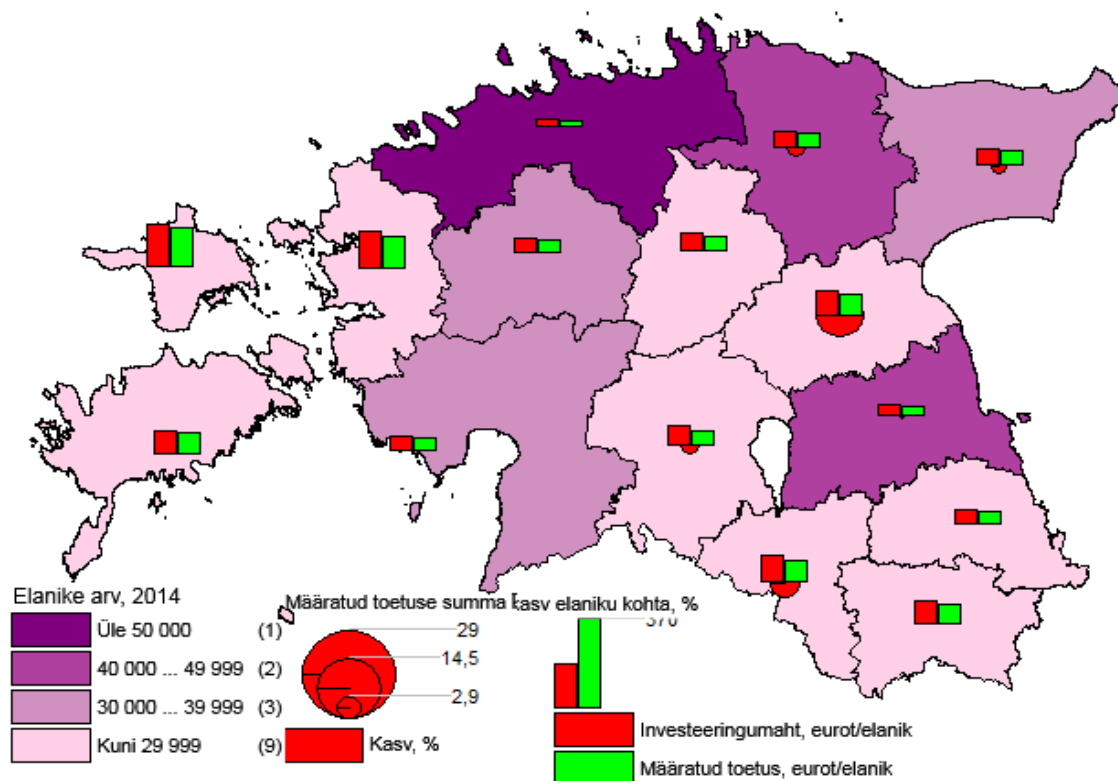 Elanike arv, 2014
Üle 50 000 (1)
40 000 ... 49 999 (2)
30 000 ... 39 999 (3)
Kuni 29 999 (9)
Määratud toetuse summa kasv elaniku kohta, %
29
14,5
2,9
Kasv, %
370
Investeeringumaht, eurot/elanik
Määratud toetus, eurot/elanik